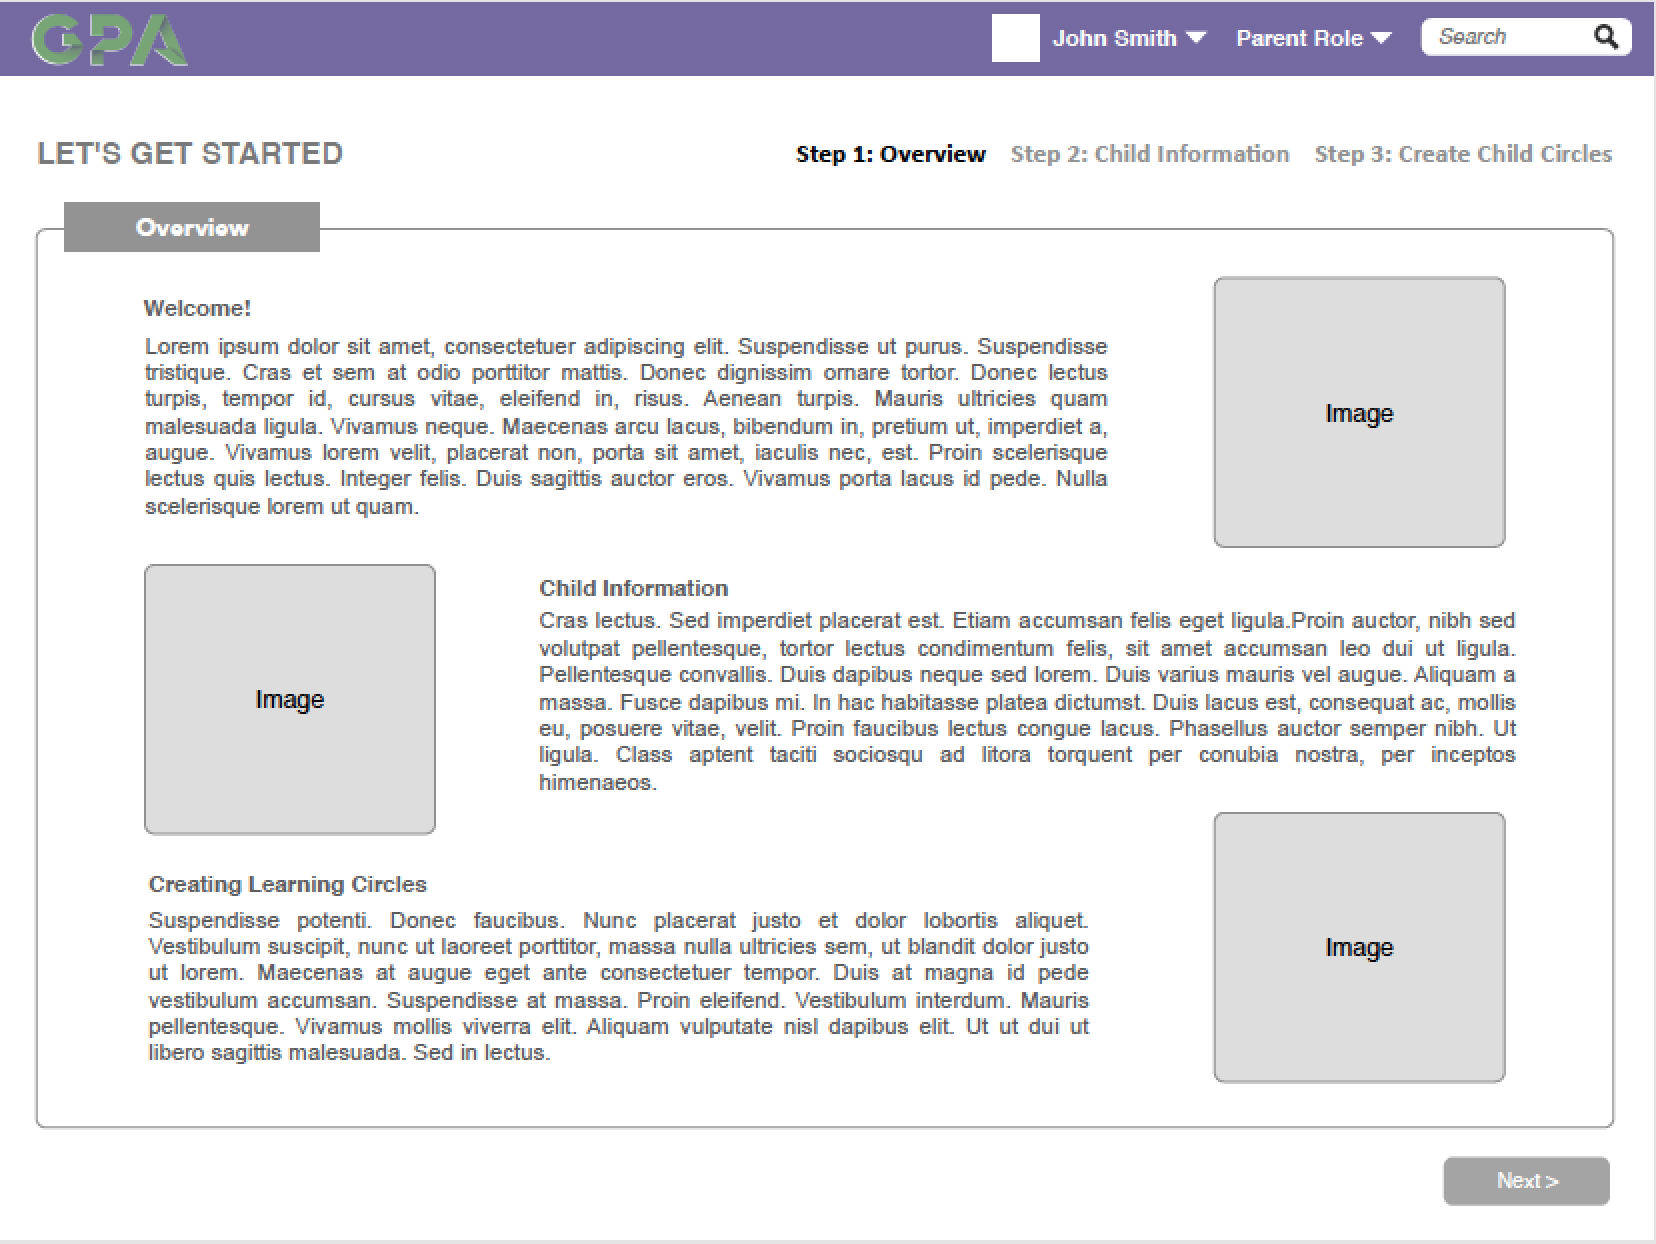 GPA
John Smith
Parent Role
Search
LET'S GET STARTED
Step 1: Overview
Step 2: Child Information
Step 3: Create Child Circles
Overview
Welcome!
Lorem ipsum dolor sit amet, consectetuer adipiscing elit. Suspendisse ut purus. Suspendisse
tristique. Cras et sem at odio porttitor mattis. Donec dignissim ornare tortor. Donec lectus
turpis, tempor id, cursus vitae, eleifend in, risus. Aenean turpis. Mauris ultricies quam
malesuada ligula. Vivamus neque. Maecenas arcu lacus, bibendum in, pretium ut, imperdiet a,
augue. Vivamus lorem velit, placerat non, porta sit amet, iaculis nec, est. Proin scelerisque
lectus quis lectus. Integer felis. Duis sagittis auctor eros. Vivamus porta lacus id pede. Nulla
scelerisque lorem ut quam.
Image
Image
Child Information
Cras lectus. Sed imperdiet placerat est. Etiam accumsan felis eget ligula.Proin auctor, nibh sed
volutpat pellentesque, tortor lectus condimentum felis, sit amet accumsan leo dui ut ligula.
Pellentesque convallis. Duis dapibus neque sed lorem. Duis varius mauris vel augue. Aliquam a
massa. Fusce dapibus mi. In hac habitasse platea dictumst. Duis lacus est, consequat ac, mollis
eu, posuere vitae, velit. Proin faucibus lectus congue lacus. Phasellus auctor semper nibh. Ut
ligula. Class aptent taciti sociosqu ad litora torquent per conubia nostra, per inceptos
himenaeos.
Creating Learning Circles
Suspendisse potenti. Donec faucibus. Nunc placerat justo et dolor lobortis aliquet.
Vestibulum suscipit, nunc ut laoreet porttitor, massa nulla ultricies sem, ut blandit dolor justo
ut lorem. Maecenas at augue eget ante consectetuer tempor. Duis at magna id pede
vestibulum accumsan. Suspendisse at massa. Proin eleifend. Vestibulum interdum. Mauris
pellentesque. Vivamus mollis viverra elit. Aliquam vulputate nisl dapibus elit. Ut ut dui ut
libero sagittis malesuada. Sed in lectus.
Image
Next >